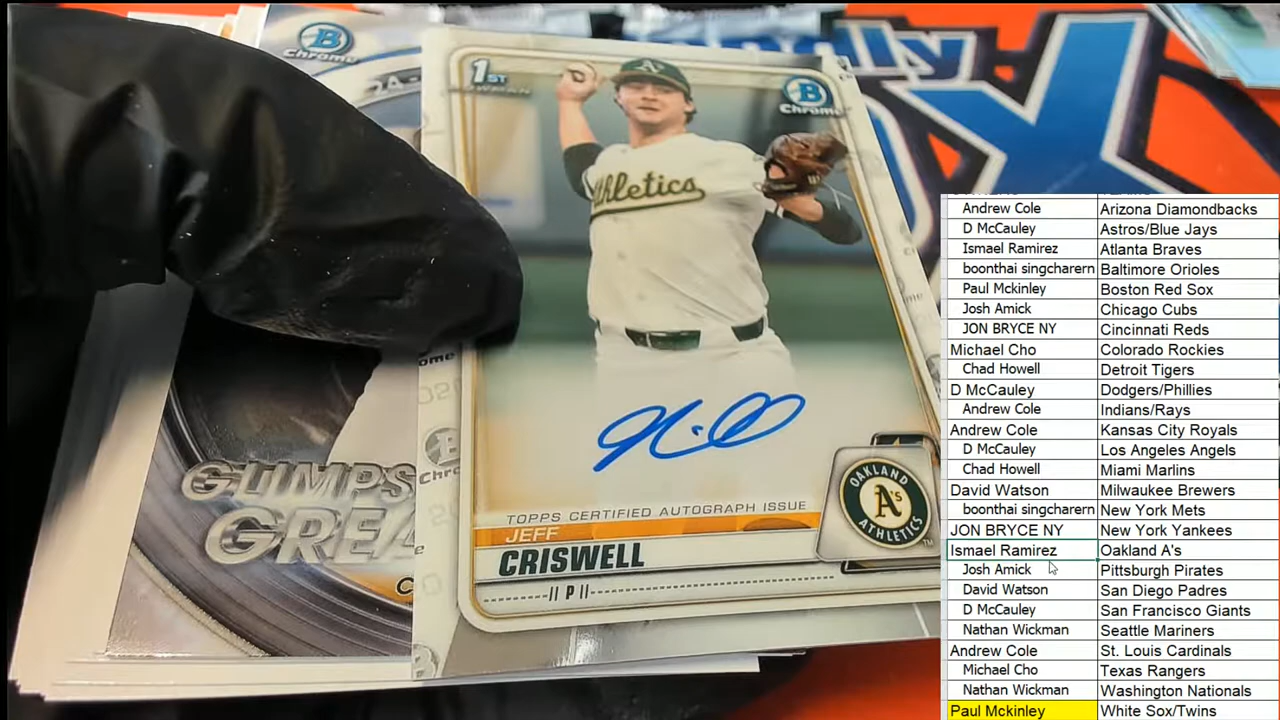 B
Chrome
1ST
BOWMAN
B
Chrome
Athletics
TOPPS CERTIFIED AUTOGRAPH ISSUE
JEFF
CRISWELL
P
OAKLAND
A's
ATHLETICS
TM
GLIMPS
GREA
Andrew Cole Arizona Diamondbacks
D McCauley Astros/Blue Jays
Ismael Ramirez Atlanta Braves
boonthai singcharern Baltimore Orioles
Paul Mckinley Boston Red Sox
Josh Amick Chicago Cubs
JON BRYCE NY Cincinnati Reds
Michael Cho Colorado Rockies
Chad Howell Detroit Tigers
D McCauley Dodgers/Phillies
Andrew Cole Indians/Rays
Andrew Cole Kansas City Royals
D McCauley Los Angeles Angels
Chad Howell Miami Marlins
David Watson Milwaukee Brewers
boonthai singcharern New York Mets
JON BRYCE NY New York Yankees
Ismael Ramirez Oakland A's
Josh Amick Pittsburgh Pirates
David Watson San Diego Padres
D McCauley San Francisco Giants
Nathan Wickman Seattle Mariners
Andrew Cole St. Louis Cardinals
Michael Cho Texas Rangers
Nathan Wickman Washington Nationals
Paul Mckinley White Sox/Twins